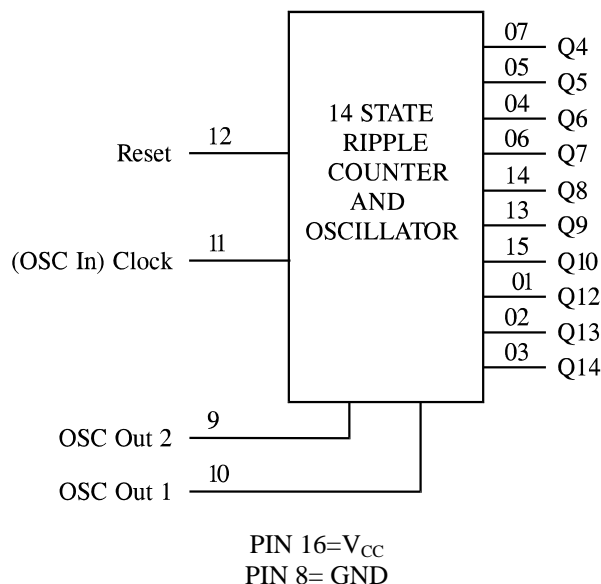 07 Q4
05 Q5
04 Q6
06 Q7
14 Q8
13 Q9
15 Q10
01 Q12
02 Q13
03 Q14
14 STATE
RIPPLE
COUNTER
AND
OSCILLATOR
Reset 12
(OSC In) Clock 11
OSC Out 2 9
OSC Out 1 10
PIN 16=VCC
PIN 8= GND